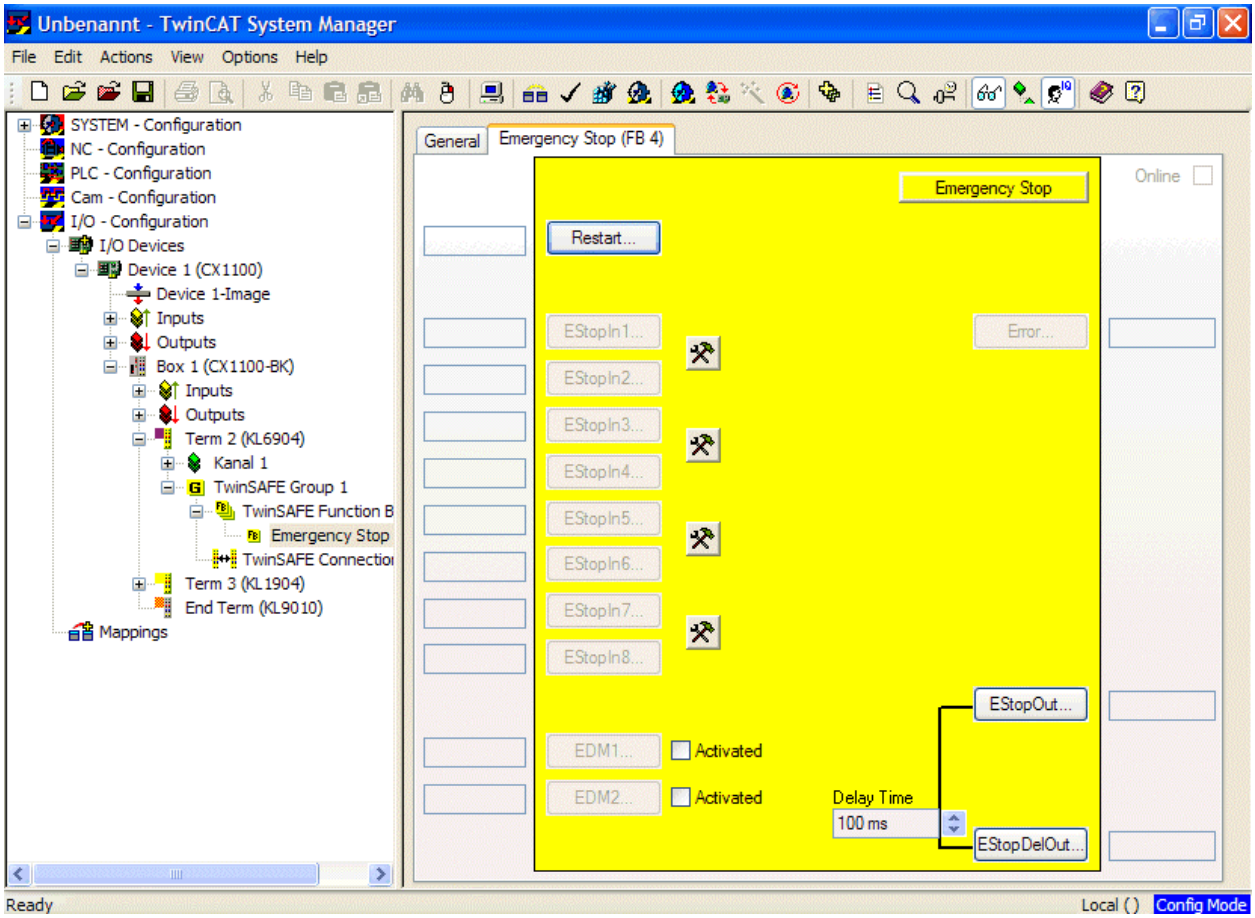 Unbenannt - TwinCAT System Manager
File Edit Actions View Options Help
SYSTEM - Configuration
NC - Configuration
PLC - Configuration
Cam - Configuration
I/O - Configuration
I/O Devices
Device 1 (CX1100)
Device 1-Image
Inputs
Outputs
Box 1 (CX1100-BK)
Inputs
Outputs
Term 2 (KL6904)
Kanal 1
G TwinSAFE Group 1
FB TwinSAFE Function B
FB Emergency Stop
TwinSAFE Connection
Term 3 (KL1904)
End Term (KL9010)
Mappings
General Emergency Stop (FB 4)
Emergency Stop
Online
Restart...
EStopIn1...
Error...
EStopIn2...
EStopIn3...
EStopIn4...
EStopIn5...
EStopIn6...
EStopIn7...
EStopIn8...
EStopOut...
EDM1... Activated
EDM2... Activated
Delay Time
100 ms
EStopDelOut...
Ready
Local () Config Mode